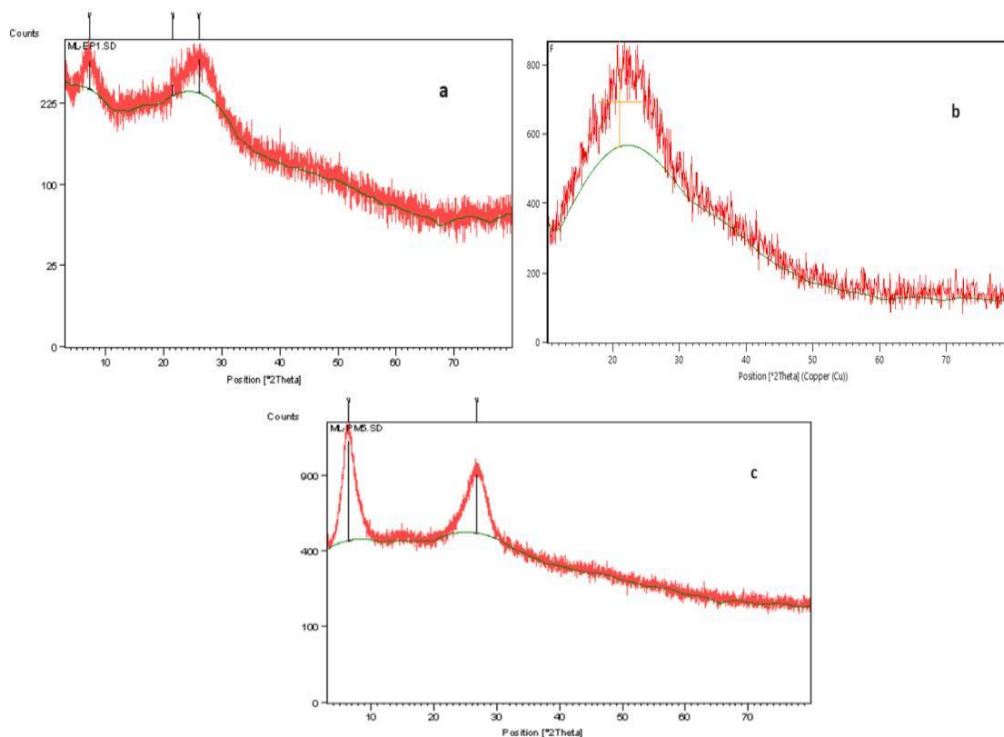 Counts
ML-EP1.SD
a
225
100
25
0
10 20 30 40 50 60 70
Position [°2Theta]
F
b
800
600
400
200
0
20 30 40 50 60 70
Position [°2Theta] (Copper (Cu))
Counts
ML-PM5.SD
c
900
400
100
0
10 20 30 40 50 60 70
Position [°2Theta]